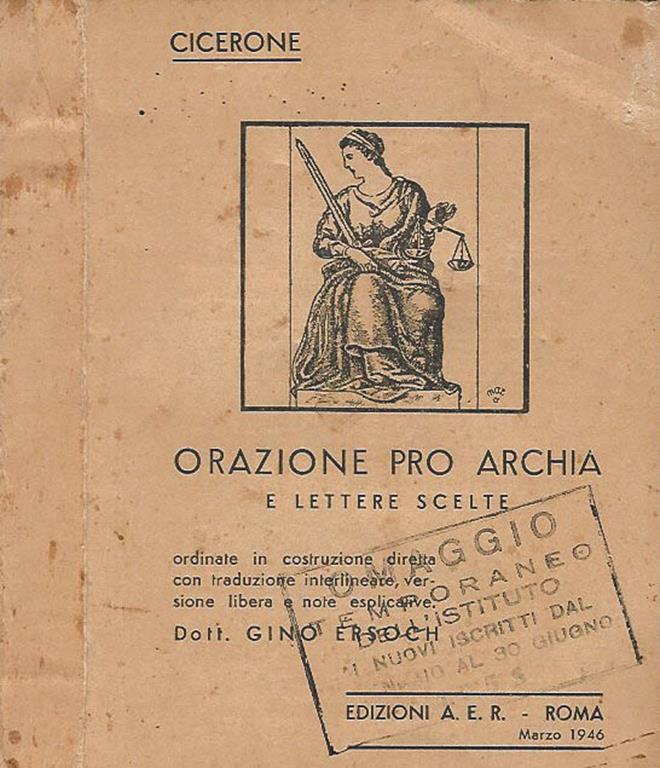 CICERONE
ORAZIONE PRO ARCHIA
E LETTERE SCELTE
ordinate in costruzione diretta
con traduzione interlineare, ver-
sione libera e note esplicative.
Dott. GINO ERSOCH
OMAGGIO
TEMPORANEO
DELL'ISTITUTO
NUOVI ISCRITTI DAL
AL 30 GIUGNO
EDIZIONI A. E. R. - ROMA
Marzo 1946